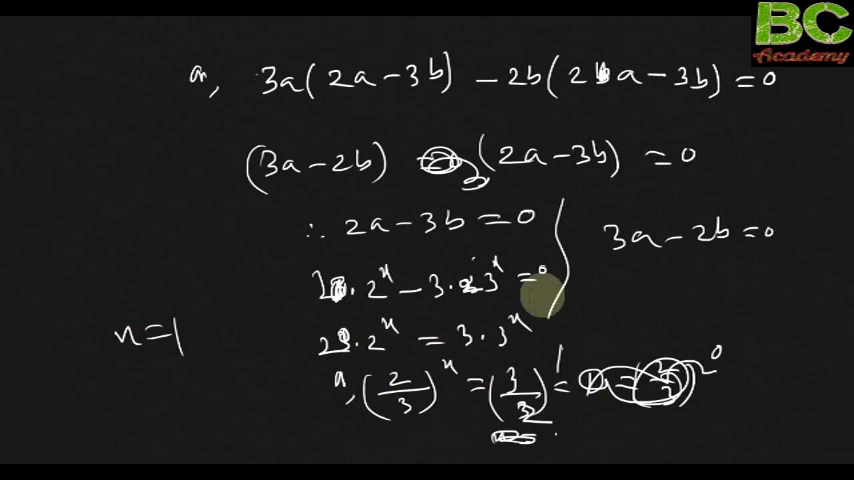 BC
Academy
3a(2a-3b) -2b(2a-3b)=0
(3a-2b) (2a-3b) =0
∴ 2a-3b=0
3a-2b=0
2·2^x - 3·3^x =0
2·2^x = 3·3^x
x=1
(2/3)^x = (3/2)